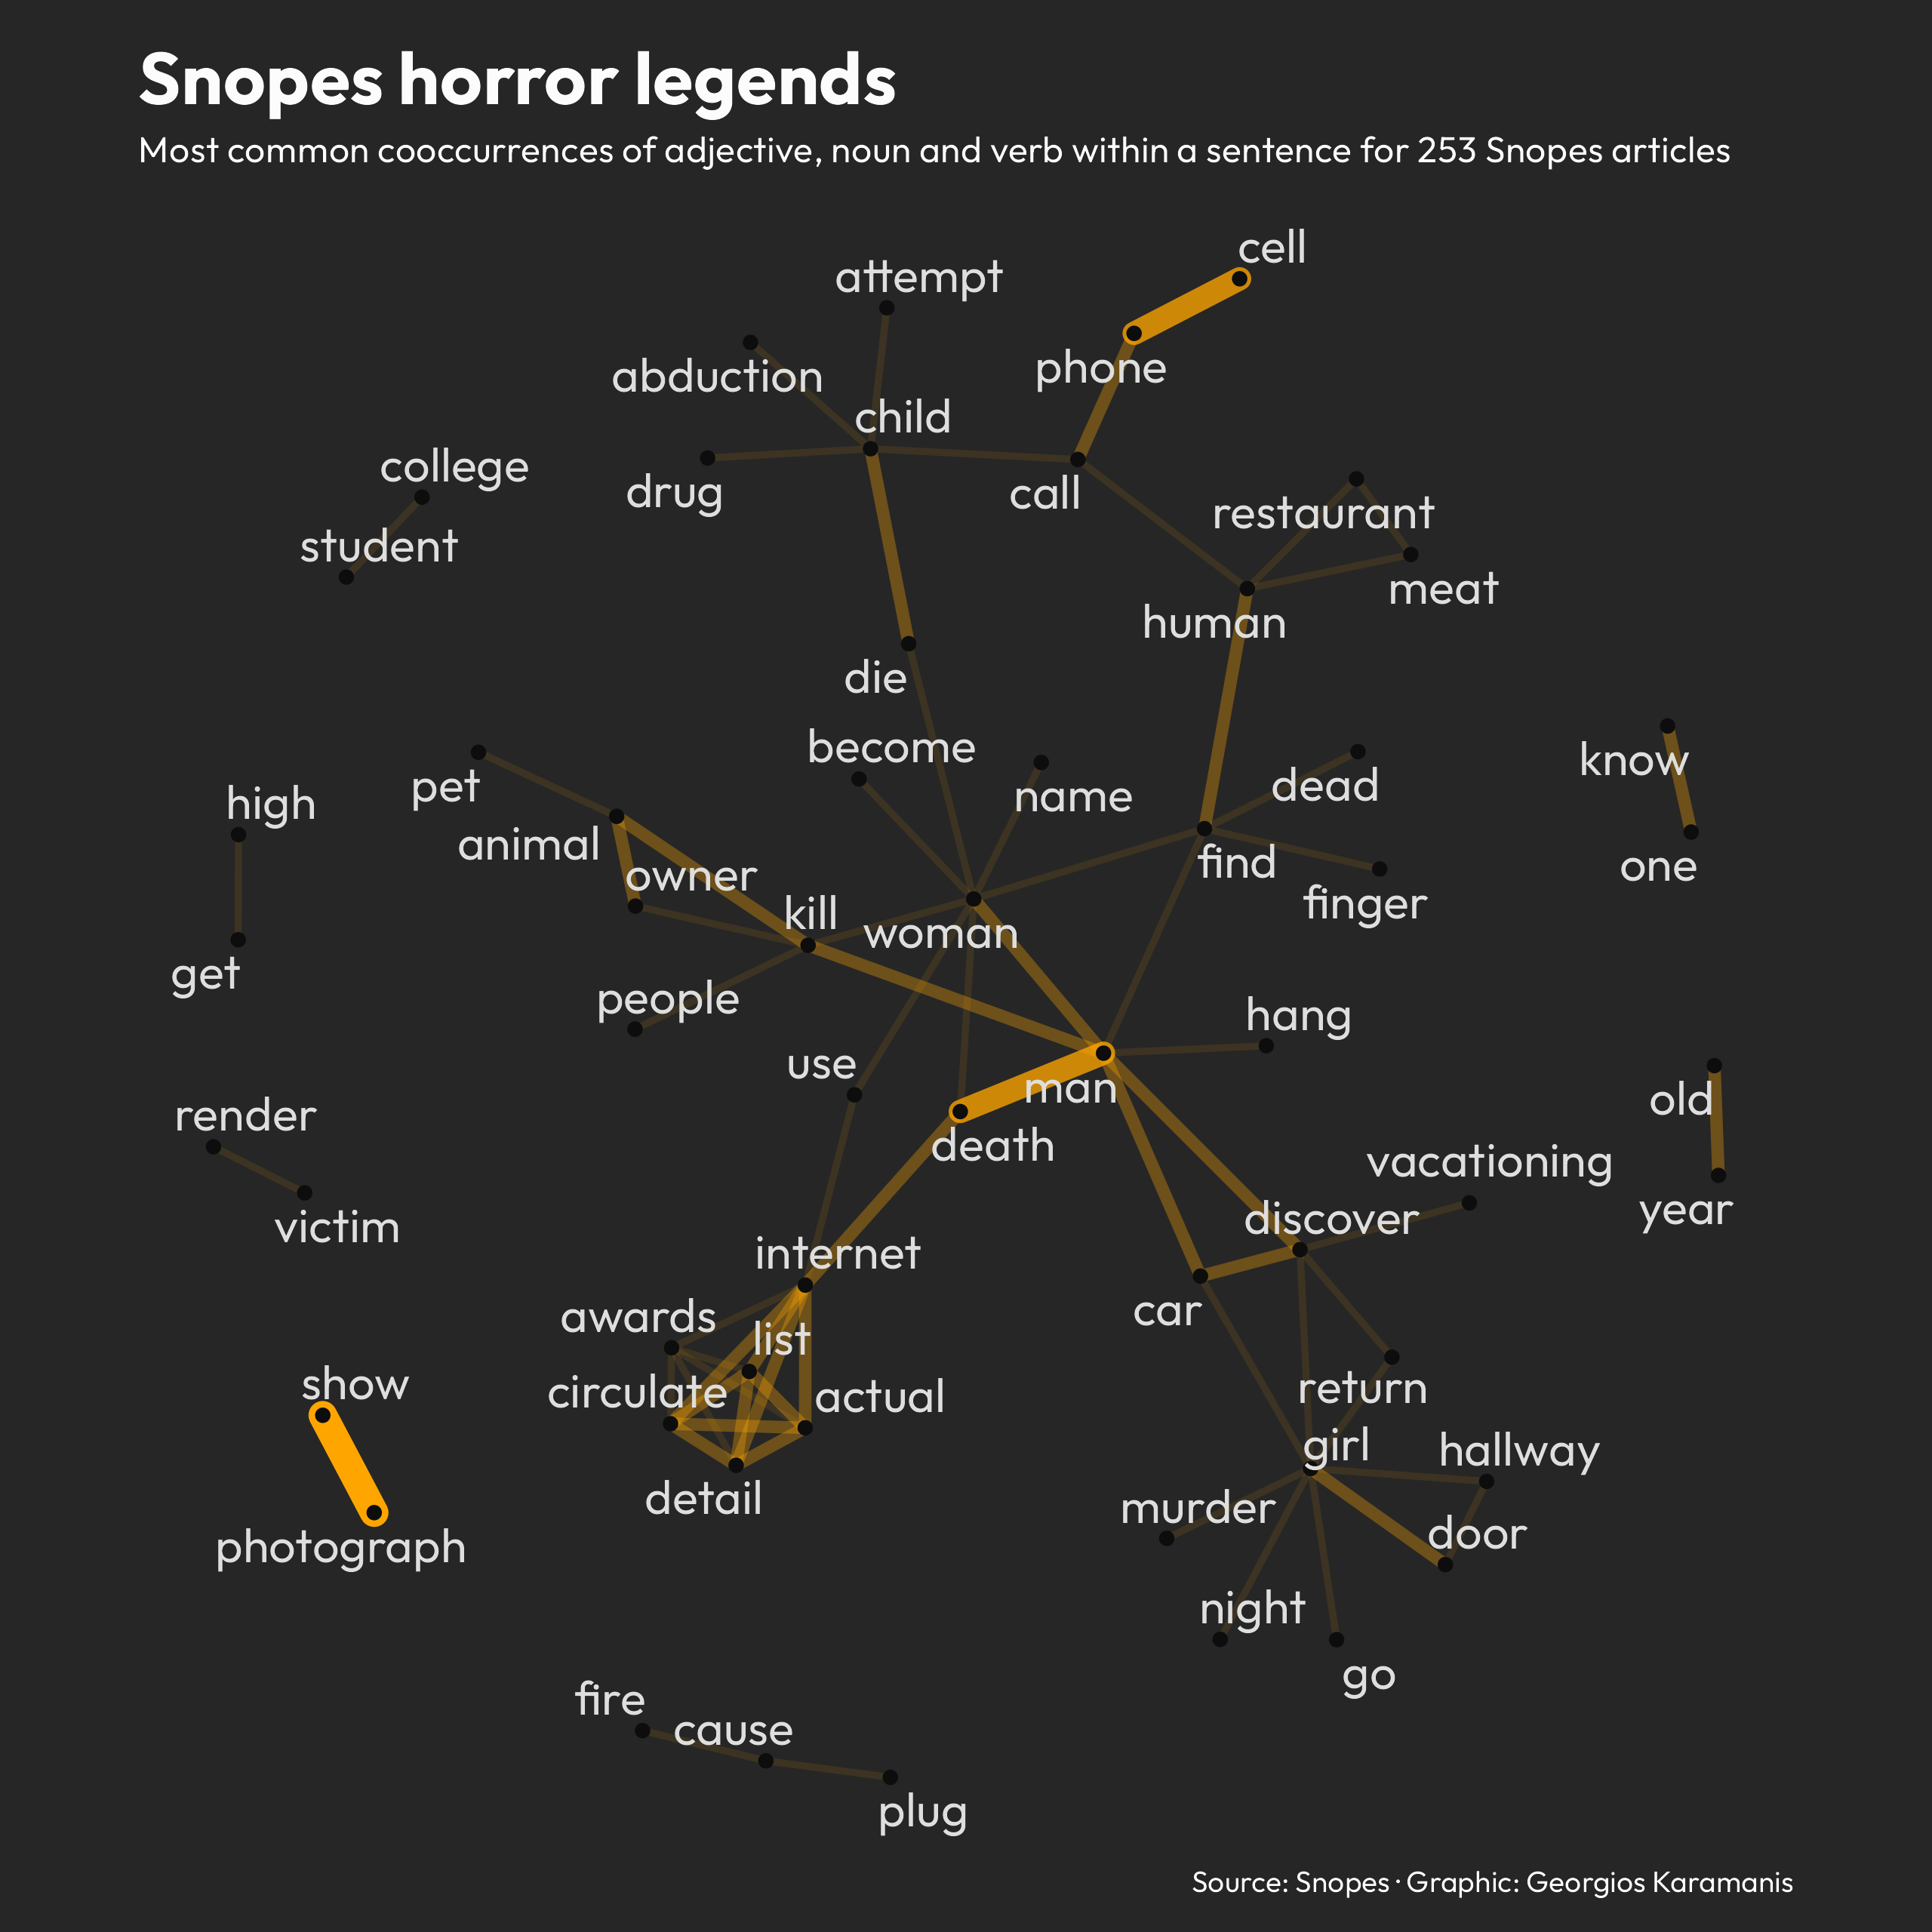 Snopes horror legends
Most common cooccurrences of adjective, noun and verb within a sentence for 253 Snopes articles
cell
attempt
phone
abduction
child
college
drug
call
restaurant
student
meat
human
die
become
know
pet
name
dead
high
animal
one
owner
find
finger
kill
woman
get
people
hang
use
man
old
render
death
vacationing
year
victim
discover
internet
car
awards
list
show
circulate
actual
return
girl
hallway
detail
murder
door
photograph
night
go
fire
cause
plug
Source: Snopes · Graphic: Georgios Karamanis